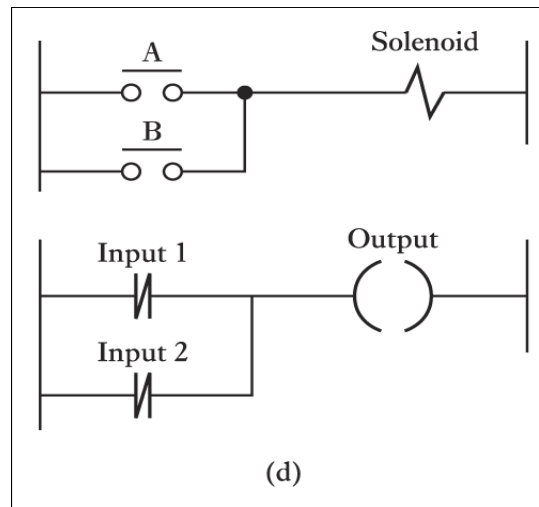 Solenoid
A
B
Output
Input 1
Input 2
(d)